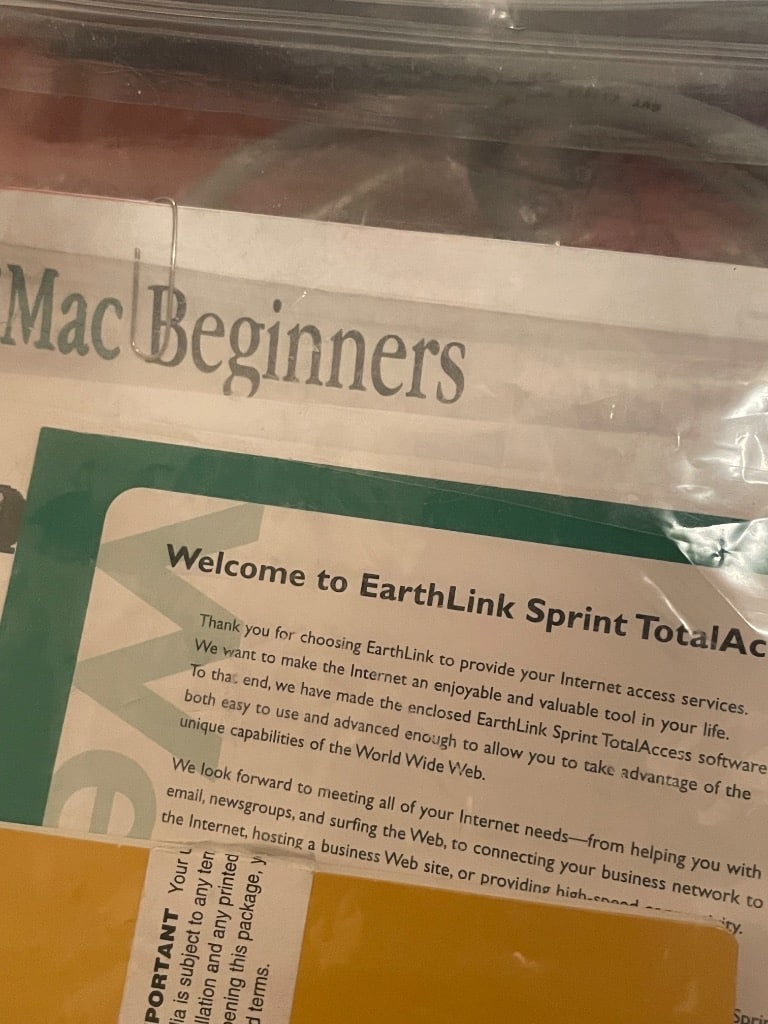 Mac Beginners
Welcome to EarthLink Sprint TotalAc
Thank you for choosing EarthLink to provide your Internet access services.
We want to make the Internet an enjoyable and valuable tool in your life.
To that end, we have made the enclosed EarthLink Sprint TotalAccess software
both easy to use and advanced enough to allow you to take advantage of the
unique capabilities of the World Wide Web.
We look forward to meeting all of your Internet needs—from helping you with
email, newsgroups, and surfing the Web, to connecting your business network to
the Internet, hosting a business Web site, or providing high-speed
We
PORTANT Your u
ia is subject to any ten
llation and any printed
ening this package, y
d terms.
Sprin